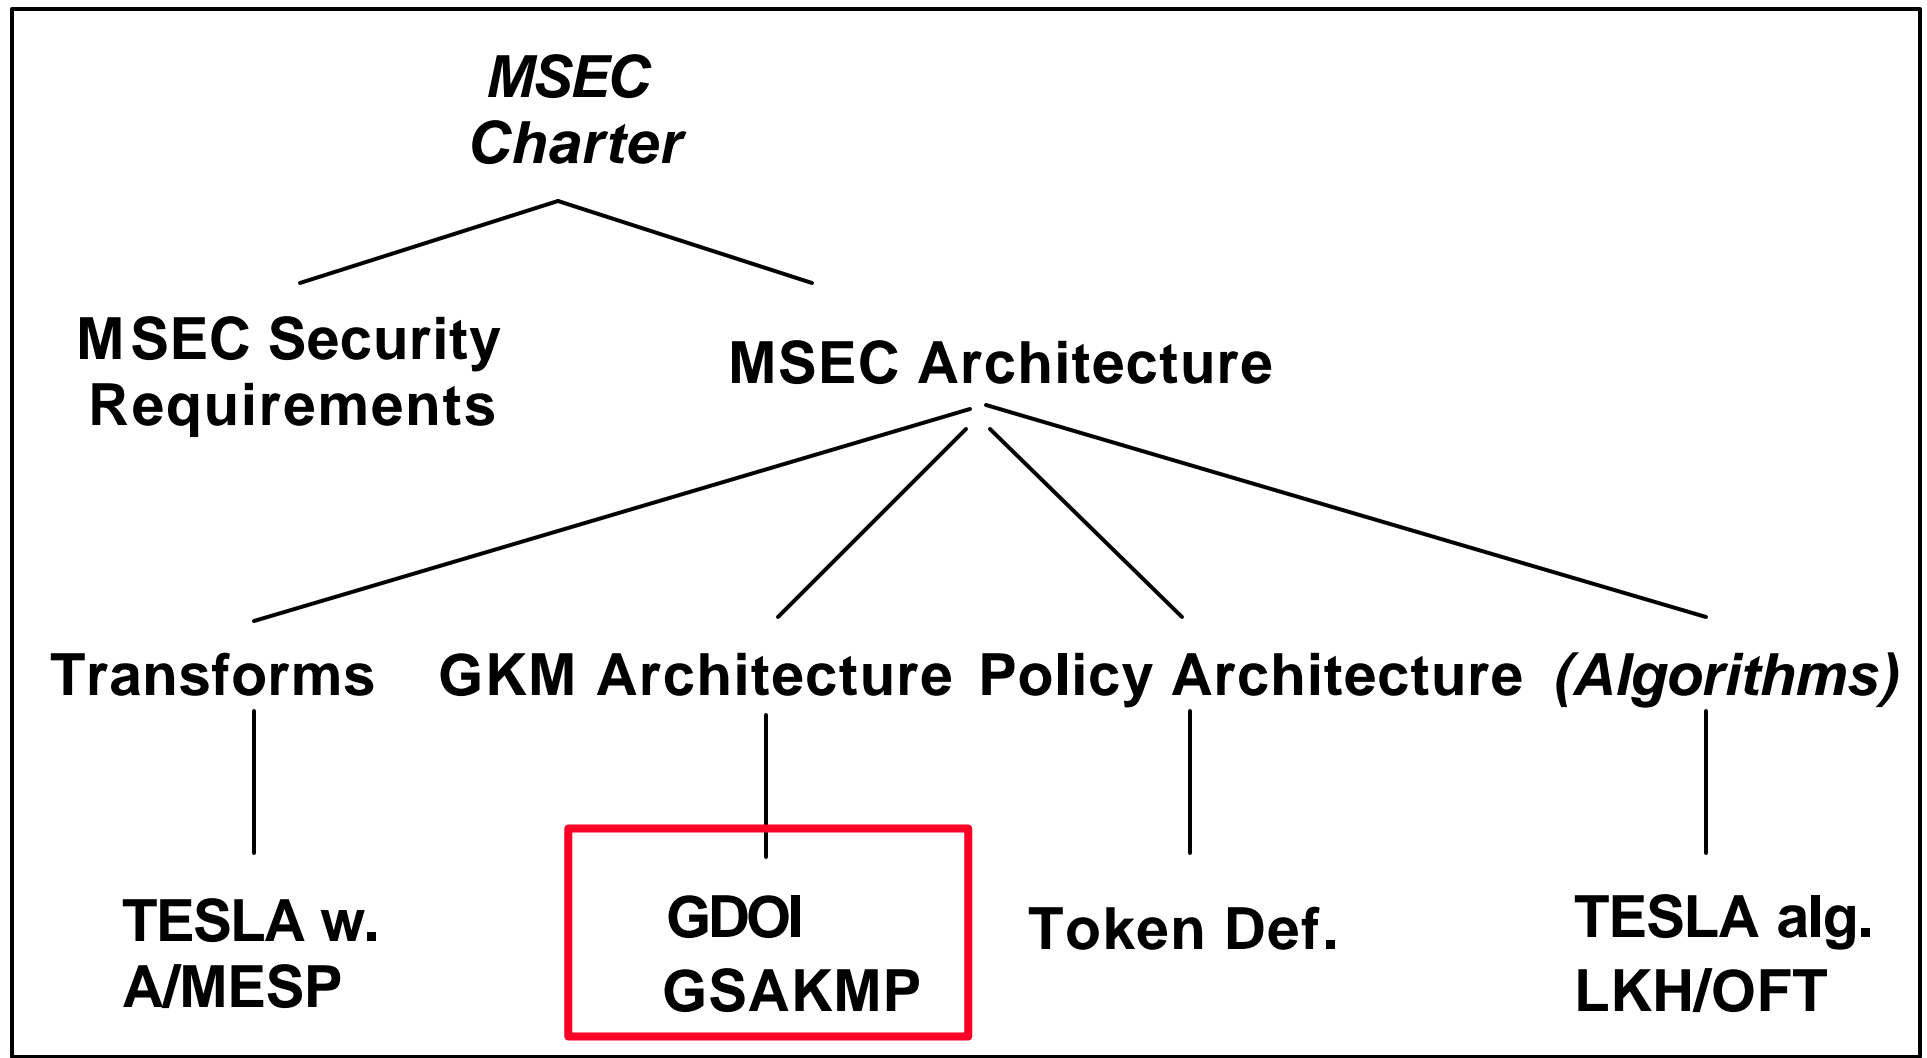 MSEC
Charter
MSEC Security
Requirements
MSEC Architecture
Transforms
GKM Architecture
Policy Architecture
(Algorithms)
TESLA w.
A/MESP
GDOI
GSAKMP
Token Def.
TESLA alg.
LKH/OFT